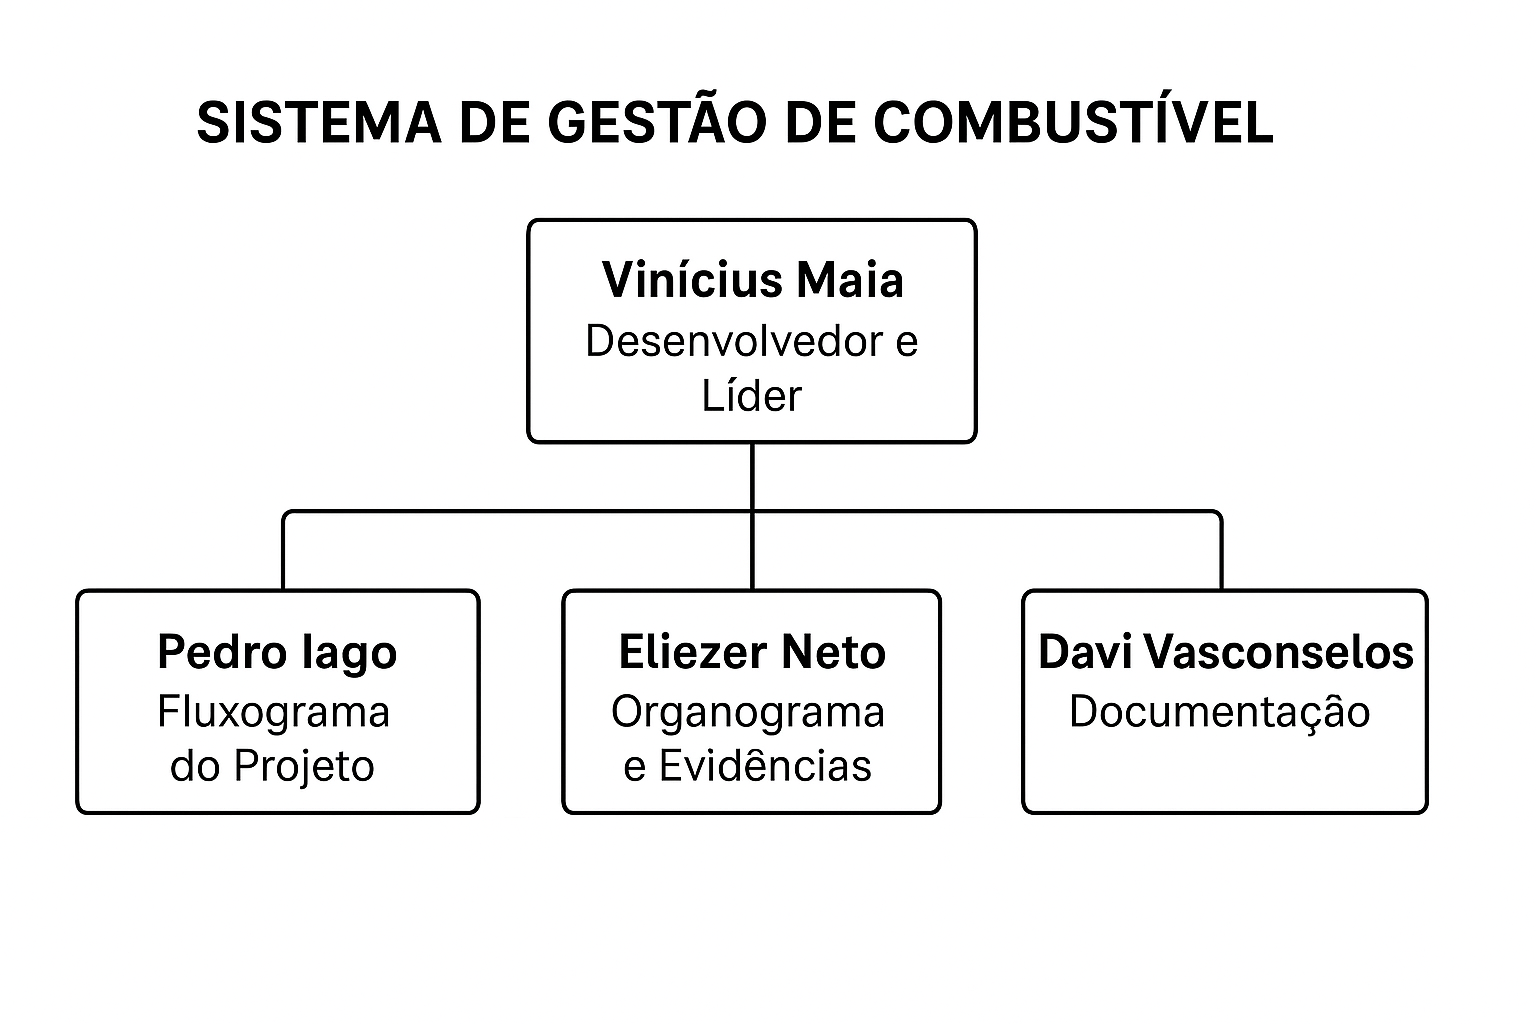 SISTEMA DE GESTÃO DE COMBUSTÍVEL
Vinícius Maia
Desenvolvedor e
Líder
Pedro Iago
Fluxograma
do Projeto
Eliezer Neto
Organograma
e Evidências
Davi Vasconselos
Documentaçâo